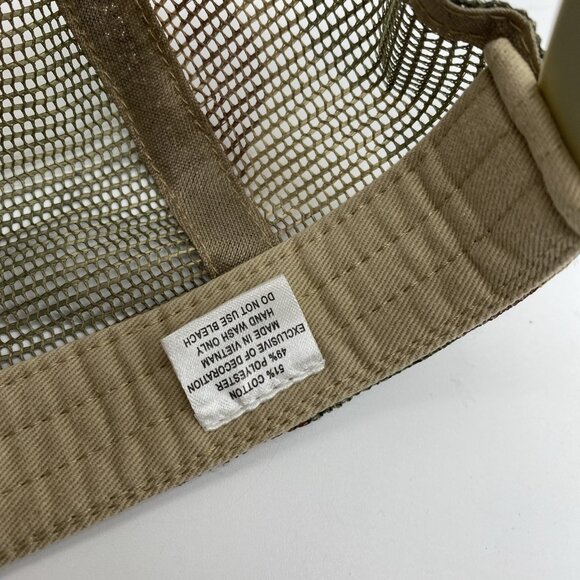 51% COTTON
49% POLYESTER
EXCLUSIVE OF DECORATION
MADE IN VIETNAM
HAND WASH ONLY
DO NOT USE BLEACH